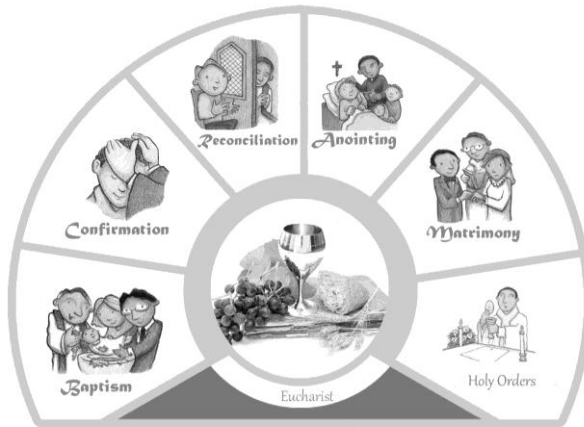 Reconciliation
Anointing
Confirmation
Matrimony
Baptism
Holy Orders
Eucharist